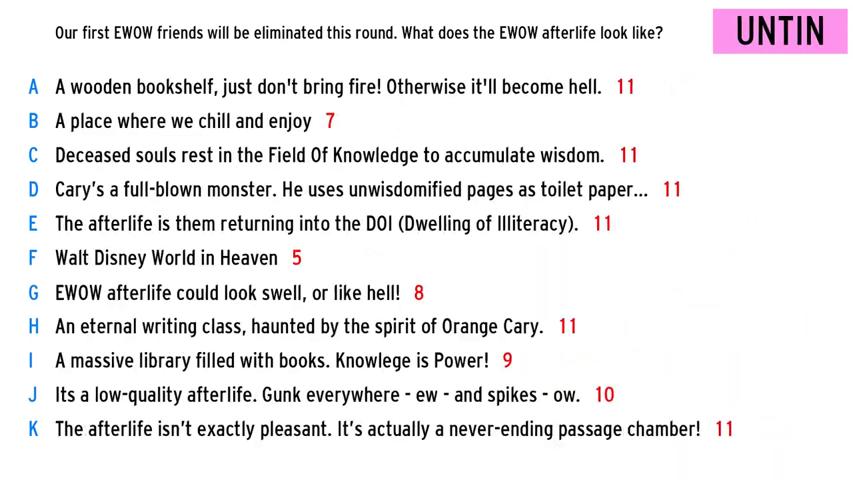 Our first EWOW friends will be eliminated this round. What does the EWOW afterlife look like?
UNTIN
A A wooden bookshelf, just don't bring fire! Otherwise it'll become hell. 11
B A place where we chill and enjoy 7
C Deceased souls rest in the Field Of Knowledge to accumulate wisdom. 11
D Cary's a full-blown monster. He uses unwisdomified pages as toilet paper... 11
E The afterlife is them returning into the DOI (Dwelling of Illiteracy). 11
F Walt Disney World in Heaven 5
G EWOW afterlife could look swell, or like hell! 8
H An eternal writing class, haunted by the spirit of Orange Cary. 11
I A massive library filled with books. Knowlege is Power! 9
J Its a low-quality afterlife. Gunk everywhere - ew - and spikes - ow. 10
K The afterlife isn't exactly pleasant. It's actually a never-ending passage chamber! 11